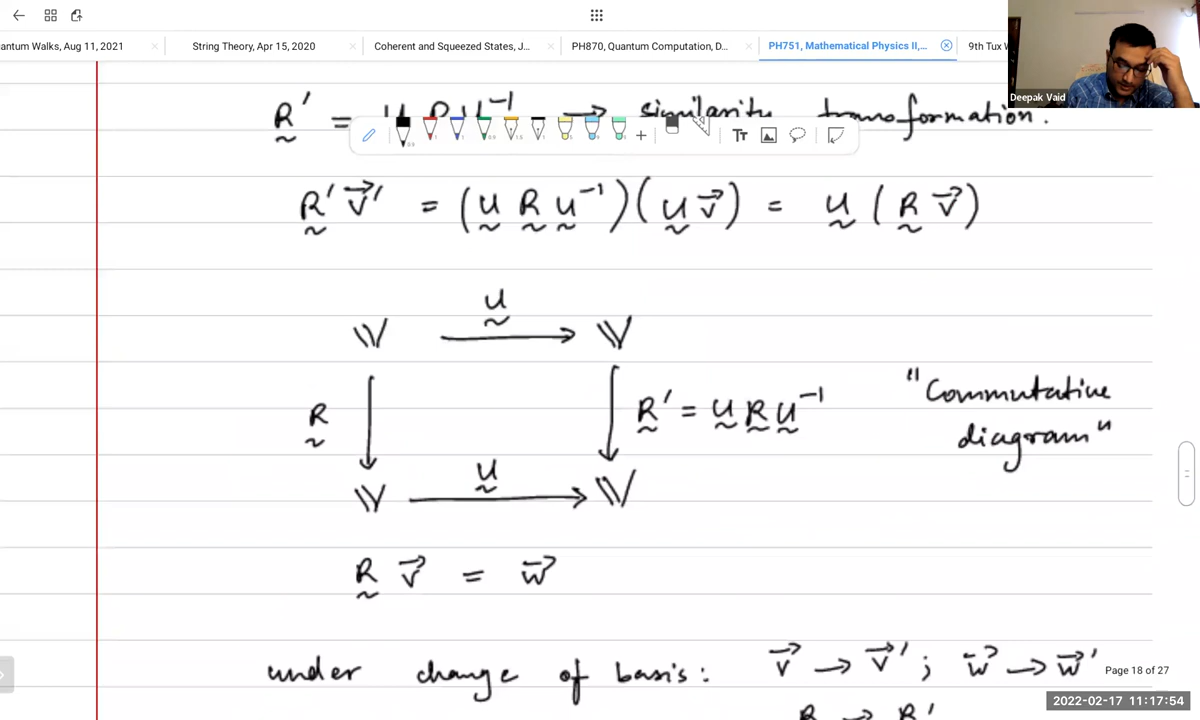 antum Walks, Aug 11, 2021 × String Theory, Apr 15, 2020 × Coherent and Squeezed States, J... × PH870, Quantum Computation, D... × PH751, Mathematical Physics II,... 9th Tux W
Deepak Vaid
R' = U R U⁻¹ → similarity transformation.
R' v⃗' = (U R U⁻¹)(U v⃗) = U (R v⃗)
U
V → V
R R' = U R U⁻¹ "Commutative diagram"
U
V → V
R v⃗ = w⃗
under change of basis: v⃗ → v⃗' ; w⃗ → w⃗'
Page 18 of 27
2022-02-17 11:17:54
R → R'